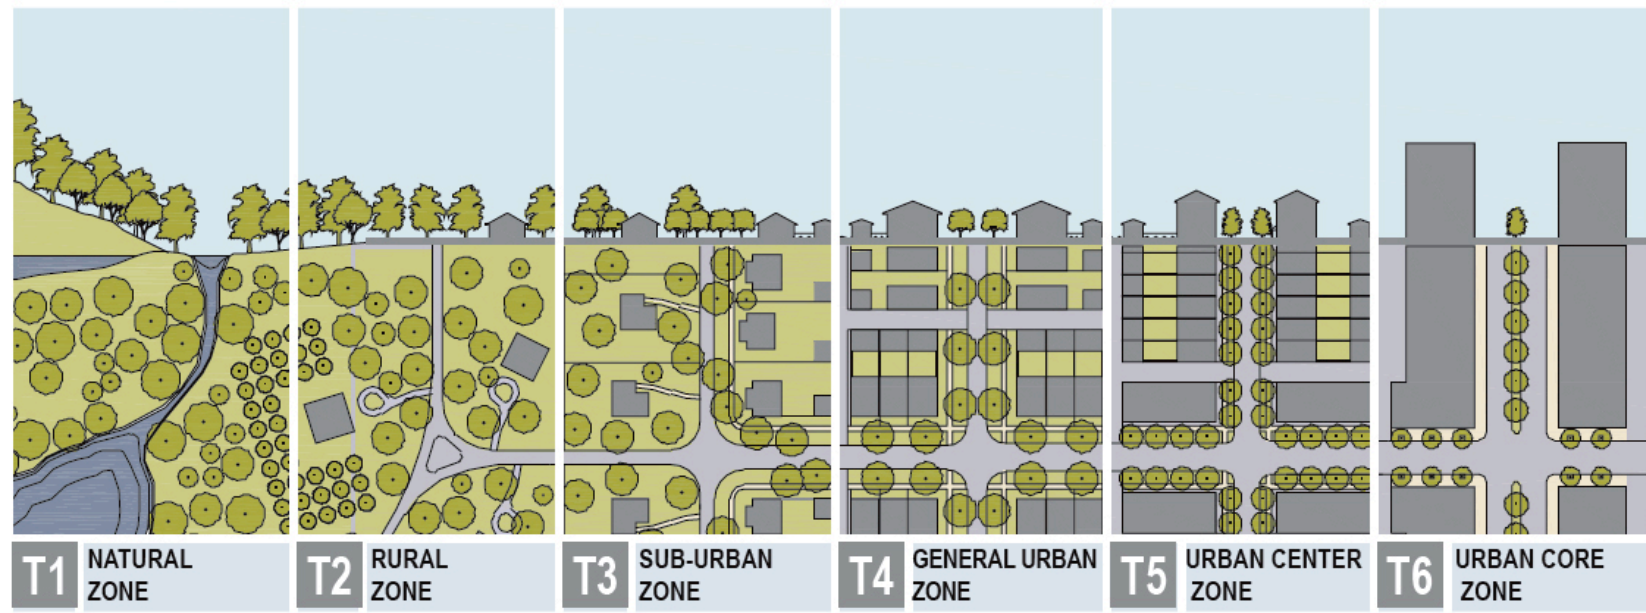 T1 NATURAL
ZONE
T2 RURAL
ZONE
T3 SUB-URBAN
ZONE
T4 GENERAL URBAN
ZONE
T5 URBAN CENTER
ZONE
T6 URBAN CORE
ZONE